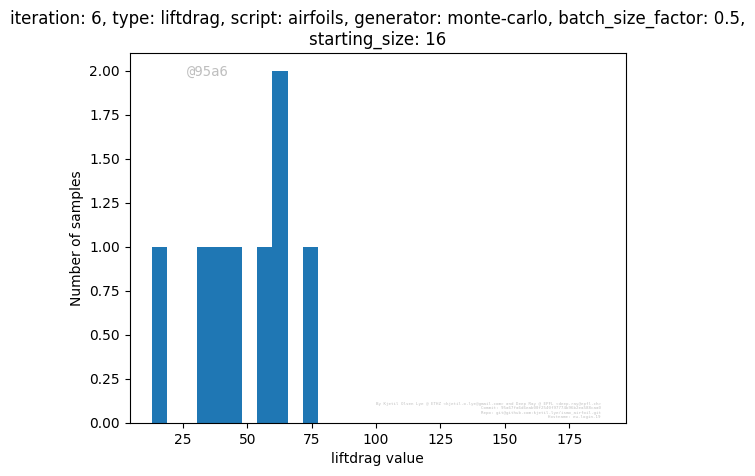 iteration: 6, type: liftdrag, script: airfoils, generator: monte-carlo, batch_size_factor: 0.5,
starting_size: 16
@95a6
2.00
1.75
1.50
1.25
1.00
0.75
0.50
0.25
0.00
Number of samples
25 50 75 100 125 150 175
liftdrag value